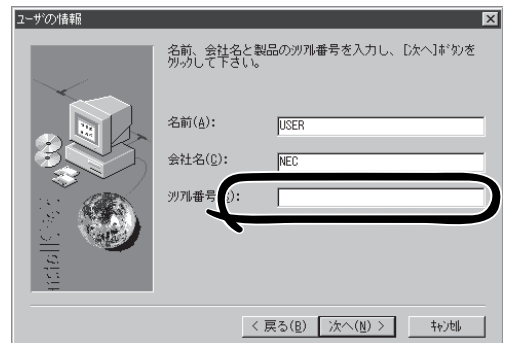 ユーザの情報
名前、会社名と製品のｼﾘｱﾙ番号を入力し、[次へ]ﾎﾞﾀﾝを
ｸﾘｯｸして下さい。
名前(A):
USER
会社名(C):
NEC
ｼﾘｱﾙ番号
):
InstallShield
< 戻る(B)
次へ(N) >
ｷｬﾝｾﾙ